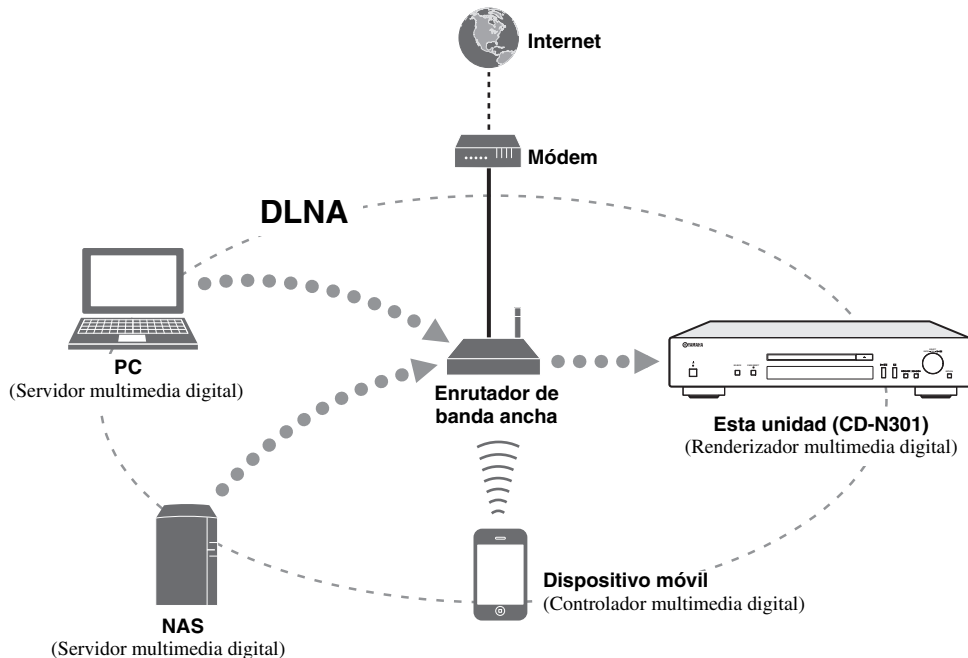 Internet
Módem
DLNA
YAMAHA
PC
(Servidor multimedia digital)
Enrutador de
banda ancha
Esta unidad (CD-N301)
(Renderizador multimedia digital)
Dispositivo móvil
(Controlador multimedia digital)
NAS
(Servidor multimedia digital)